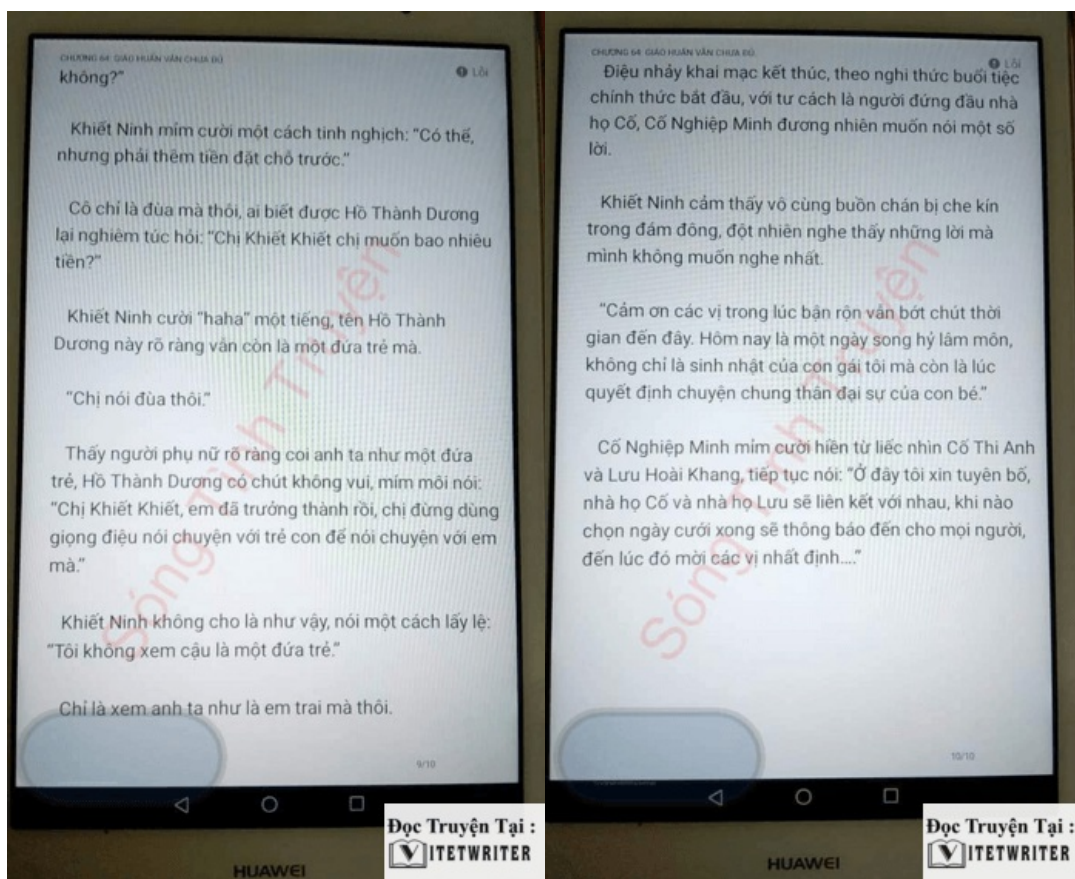 CHƯƠNG 64: GIÁO HUẤN VẪN CHƯA ĐỦ
Lỗi
không?"
Khiết Ninh mím cười một cách tinh nghịch: "Có thể,
nhưng phải thêm tiền đặt chỗ trước."
Cô chỉ là đùa mà thôi, ai biết được Hồ Thành Dương
lại nghiêm túc hỏi: "Chị Khiết Khiết chị muốn bao nhiêu
tiền?"
Khiết Ninh cười "haha" một tiếng, tên Hồ Thành
Dương này rõ ràng vẫn còn là một đứa trẻ mà.
"Chị nói đùa thôi."
Thấy người phụ nữ rõ ràng coi anh ta như một đứa
trẻ, Hồ Thành Dương có chút không vui, mím môi nói:
"Chị Khiết Khiết, em đã trưởng thành rồi, chị đừng dùng
giọng điệu nói chuyện với trẻ con để nói chuyện với em
mà."
Khiết Ninh không cho là như vậy, nói một cách lấy lệ:
"Tôi không xem cậu là một đứa trẻ."
Chỉ là xem anh ta như là em trai mà thôi.
Sóng Tình Truyện
9/10
HUAWEI
Đọc Truyện Tại :
VITETWRITER
CHƯƠNG 64: GIÁO HUẤN VẪN CHƯA ĐỦ
Lỗi
Điệu nhảy khai mạc kết thúc, theo nghi thức buổi tiệc
chính thức bắt đầu, với tư cách là người đứng đầu nhà
họ Cố, Cố Nghiệp Minh đương nhiên muốn nói một số
lời.
Khiết Ninh cảm thấy vô cùng buồn chán bị che kín
trong đám đông, đột nhiên nghe thấy những lời mà
mình không muốn nghe nhất.
"Cảm ơn các vị trong lúc bận rộn vẫn bớt chút thời
gian đến đây. Hôm nay là một ngày song hỷ lâm môn,
không chỉ là sinh nhật của con gái tôi mà còn là lúc
quyết định chuyện chung thân đại sự của con bé."
Cố Nghiệp Minh mỉm cười hiền từ liếc nhìn Cố Thi Anh
và Lưu Hoài Khang, tiếp tục nói: "Ở đây tôi xin tuyên bố,
nhà họ Cố và nhà họ Lưu sẽ liên kết với nhau, khi nào
chọn ngày cưới xong sẽ thông báo đến cho mọi người,
đến lúc đó mời các vị nhất định...."
Sóng Tình Truyện
10/10
HUAWEI
Đọc Truyện Tại :
VITETWRITER